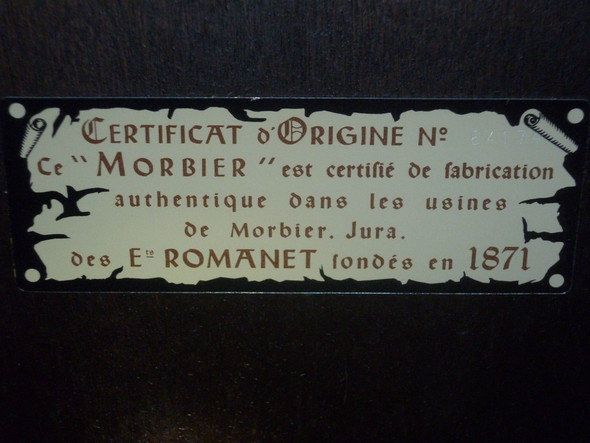 CERTIFICAT d'ORIGINE Nº
Ce "MORBIER" est certifié de fabrication
authentique dans les usines
de Morbier. Jura.
des Eᵗˢ ROMANET fondés en 1871